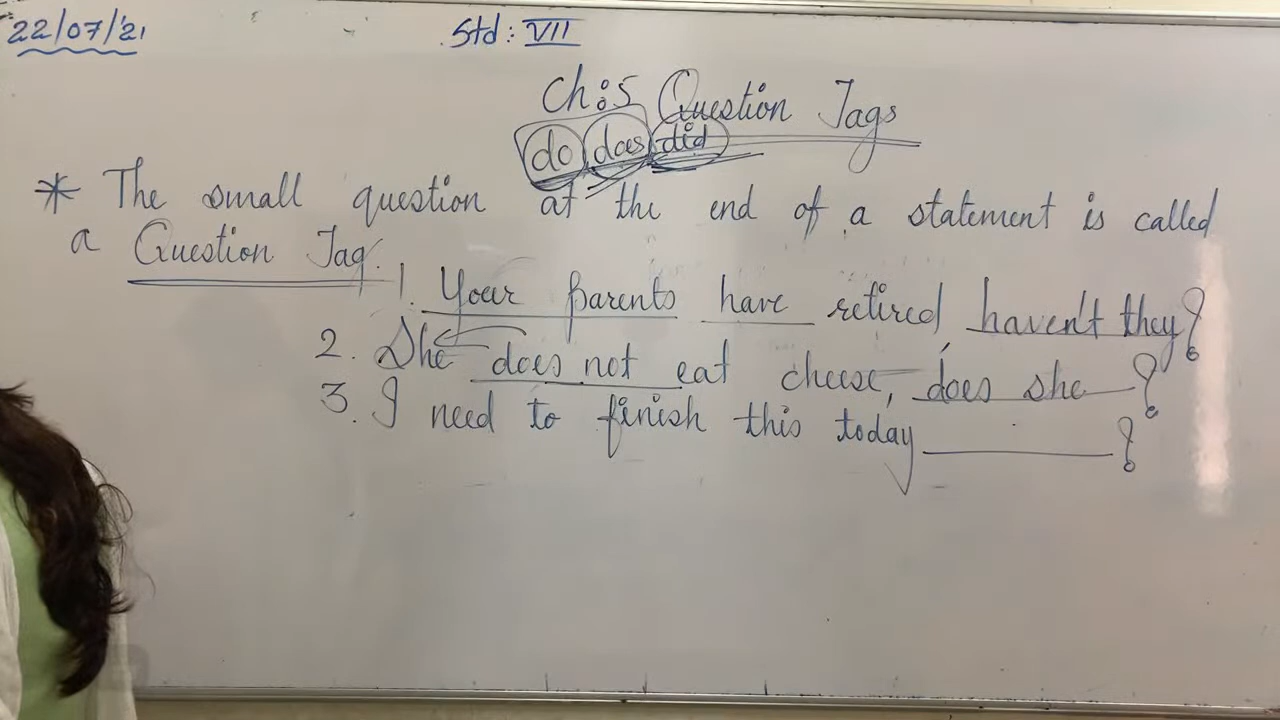 22/07/21
Std: VII
Ch:5 Question Tags
do does did
* The small question at the end of a statement is called
a Question Tag.
1. Your parents have retired, haven't they?
2. She does not eat cheese, does she ?
3. I need to finish this today, ?